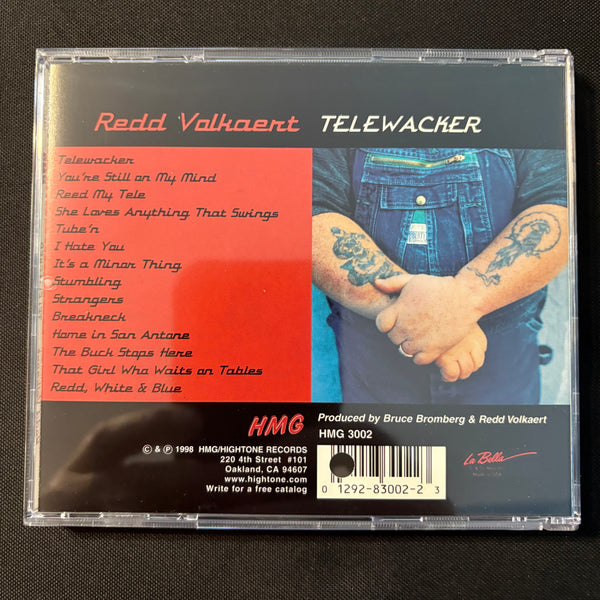 Redd Volkaert TELEWACKER
Telewacker
You're Still on My Mind
Reed My Tele
She Loves Anything That Swings
Tube'n
I Hate You
It's a Minor Thing
Stumbling
Strangers
Breakneck
Home in San Antone
The Buck Stops Here
That Girl Who Waits on Tables
Redd, White & Blue
HMG
Produced by Bruce Bromberg & Redd Volkaert
HMG 3002
© & ℗ 1998 HMG/HIGHTONE RECORDS
220 4th Street #101
Oakland, CA 94607
www.hightone.com
Write for a free catalog
0 1292-83002-2 3
La Bella